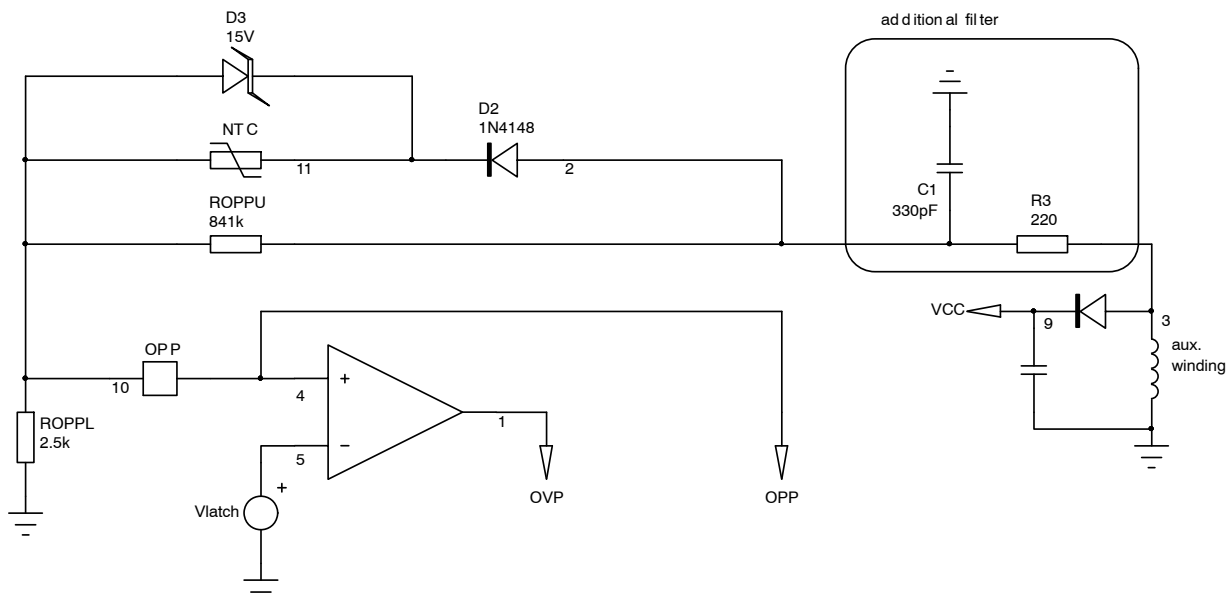 D3
15V
additional filter
NTC
11
D2
1N4148
2
C1
330pF
R3
220
ROPPU
841k
VCC
9
3
aux.
winding
OPP
10
4
+
1
ROPPL
2.5k
5
−
+
Vlatch
OVP
OPP